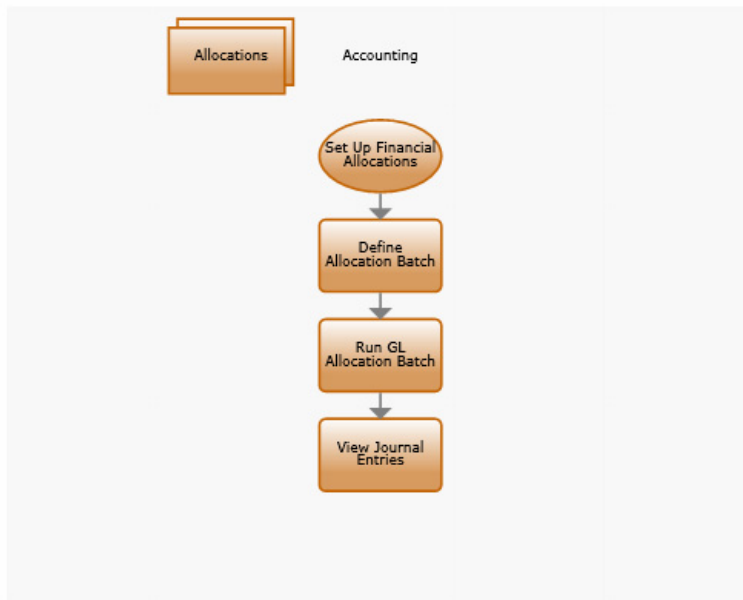 Allocations
Accounting
Set Up Financial
Allocations
Define
Allocation Batch
Run GL
Allocation Batch
View Journal
Entries